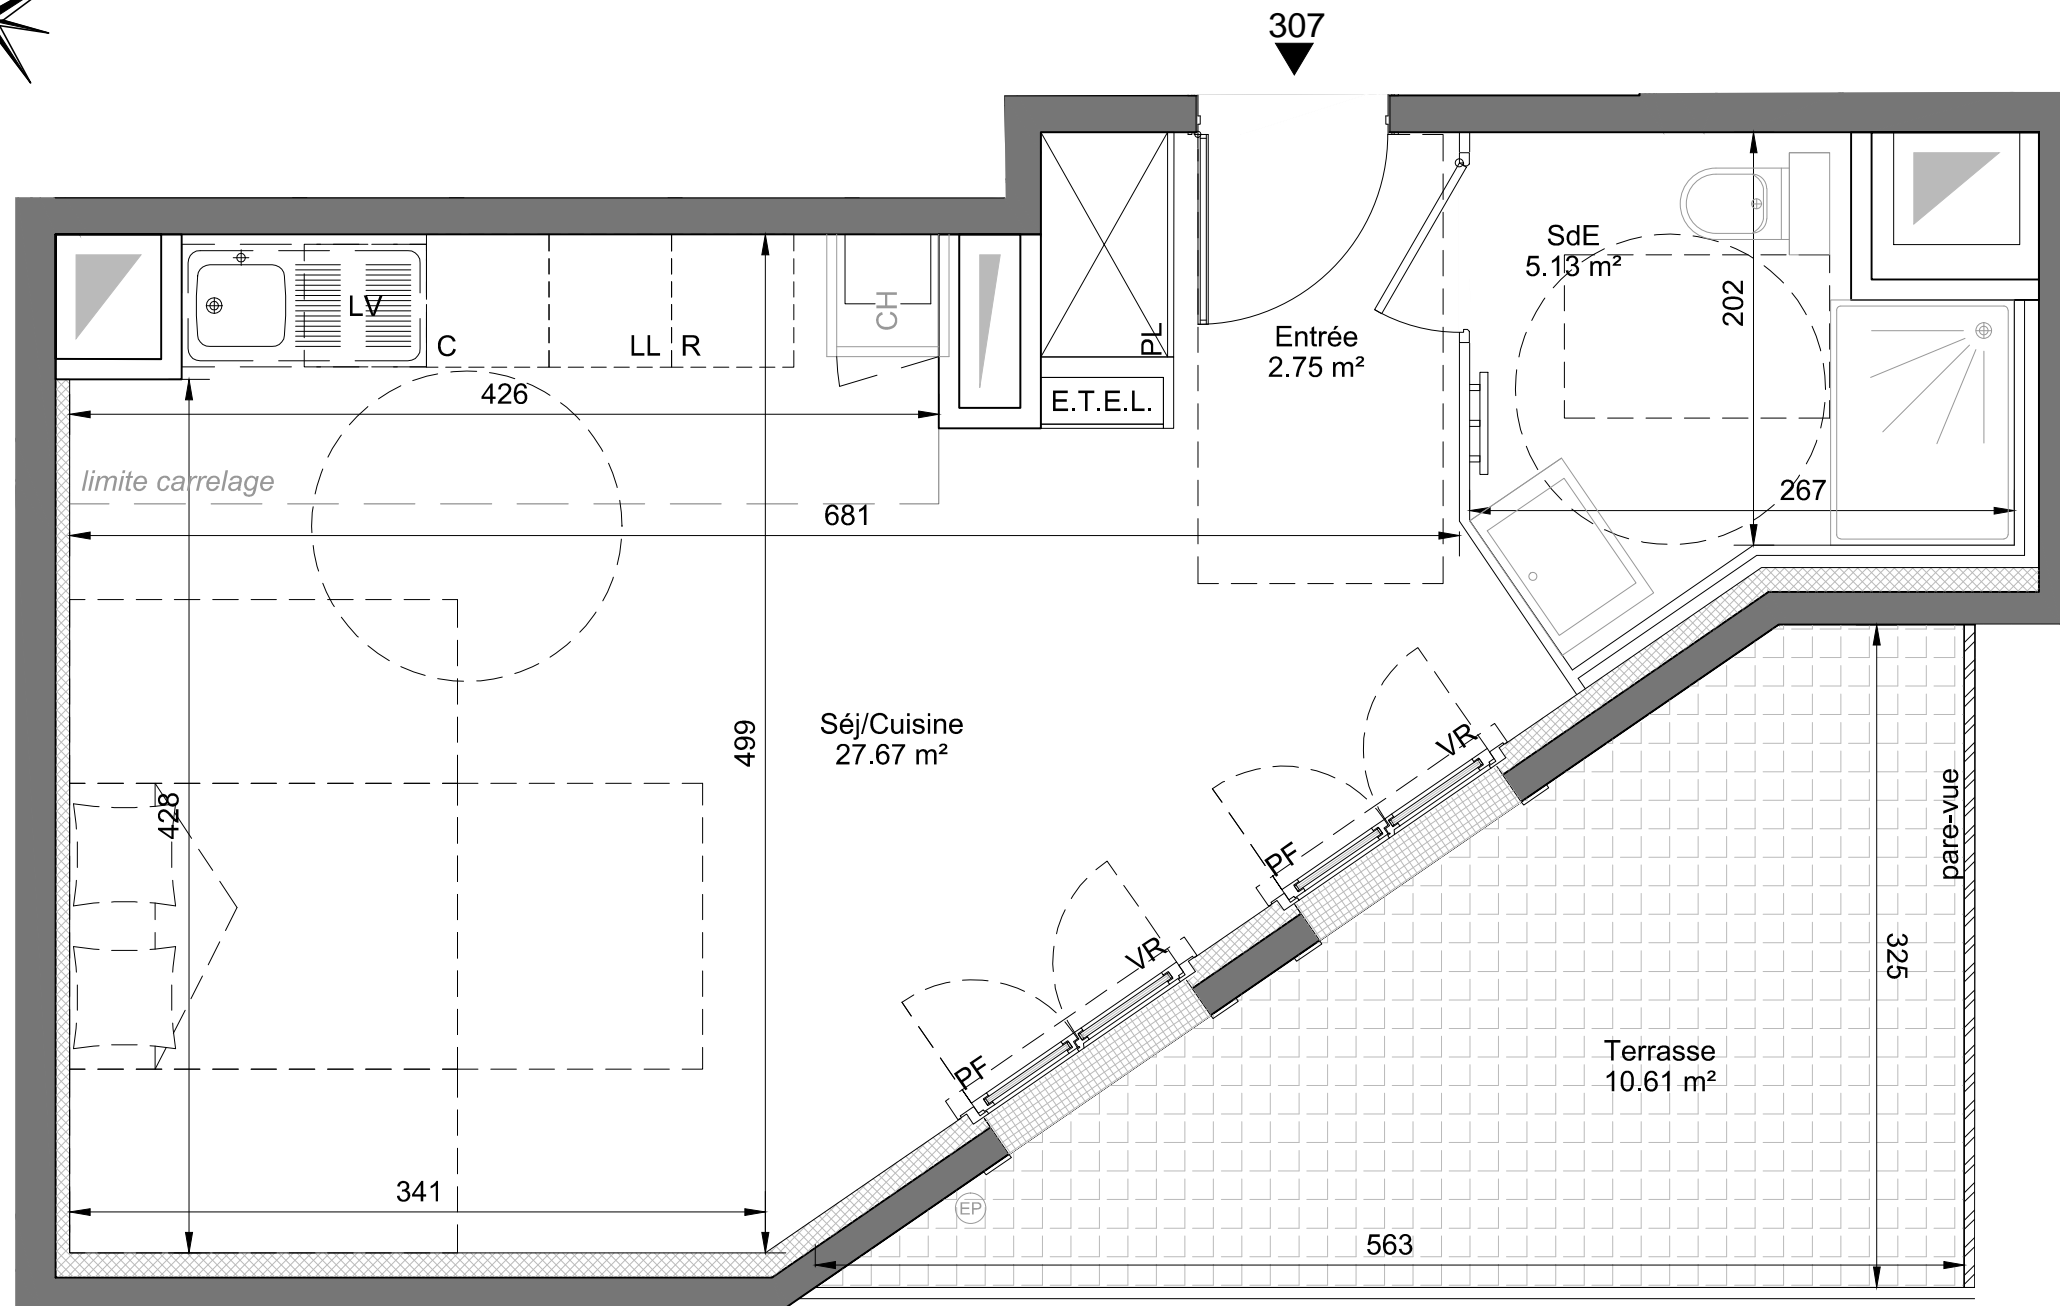 307
SdE
5.13 m²
202
LV
CH
C
LL
R
PL
Entrée
2.75 m²
426
E.T.E.L.
limite carrelage
267
681
Séj/Cuisine
27.67 m²
499
VR
428
PF
pare-vue
VR
325
PF
Terrasse
10.61 m²
341
EP
563